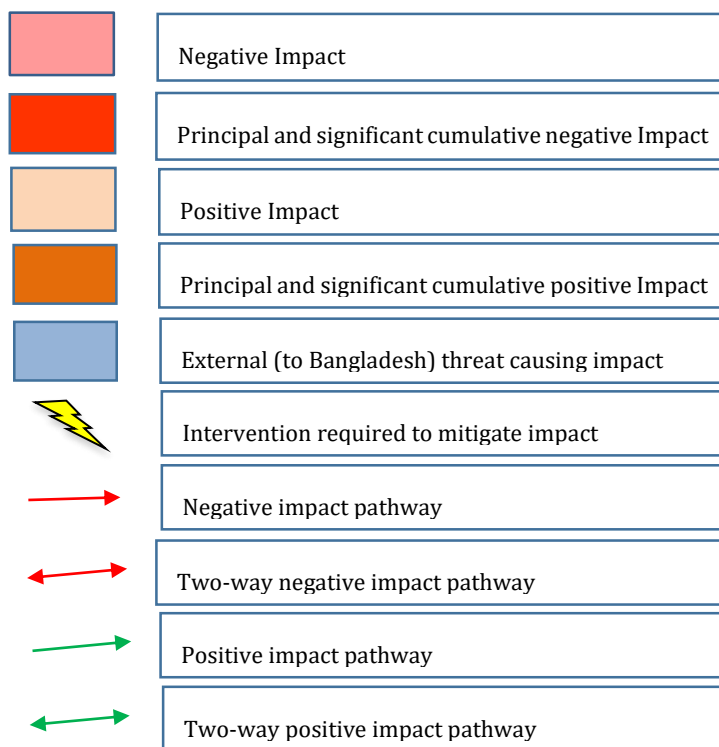 Negative Impact
Principal and significant cumulative negative Impact
Positive Impact
Principal and significant cumulative positive Impact
External (to Bangladesh) threat causing impact
Intervention required to mitigate impact
Negative impact pathway
Two-way negative impact pathway
Positive impact pathway
Two-way positive impact pathway